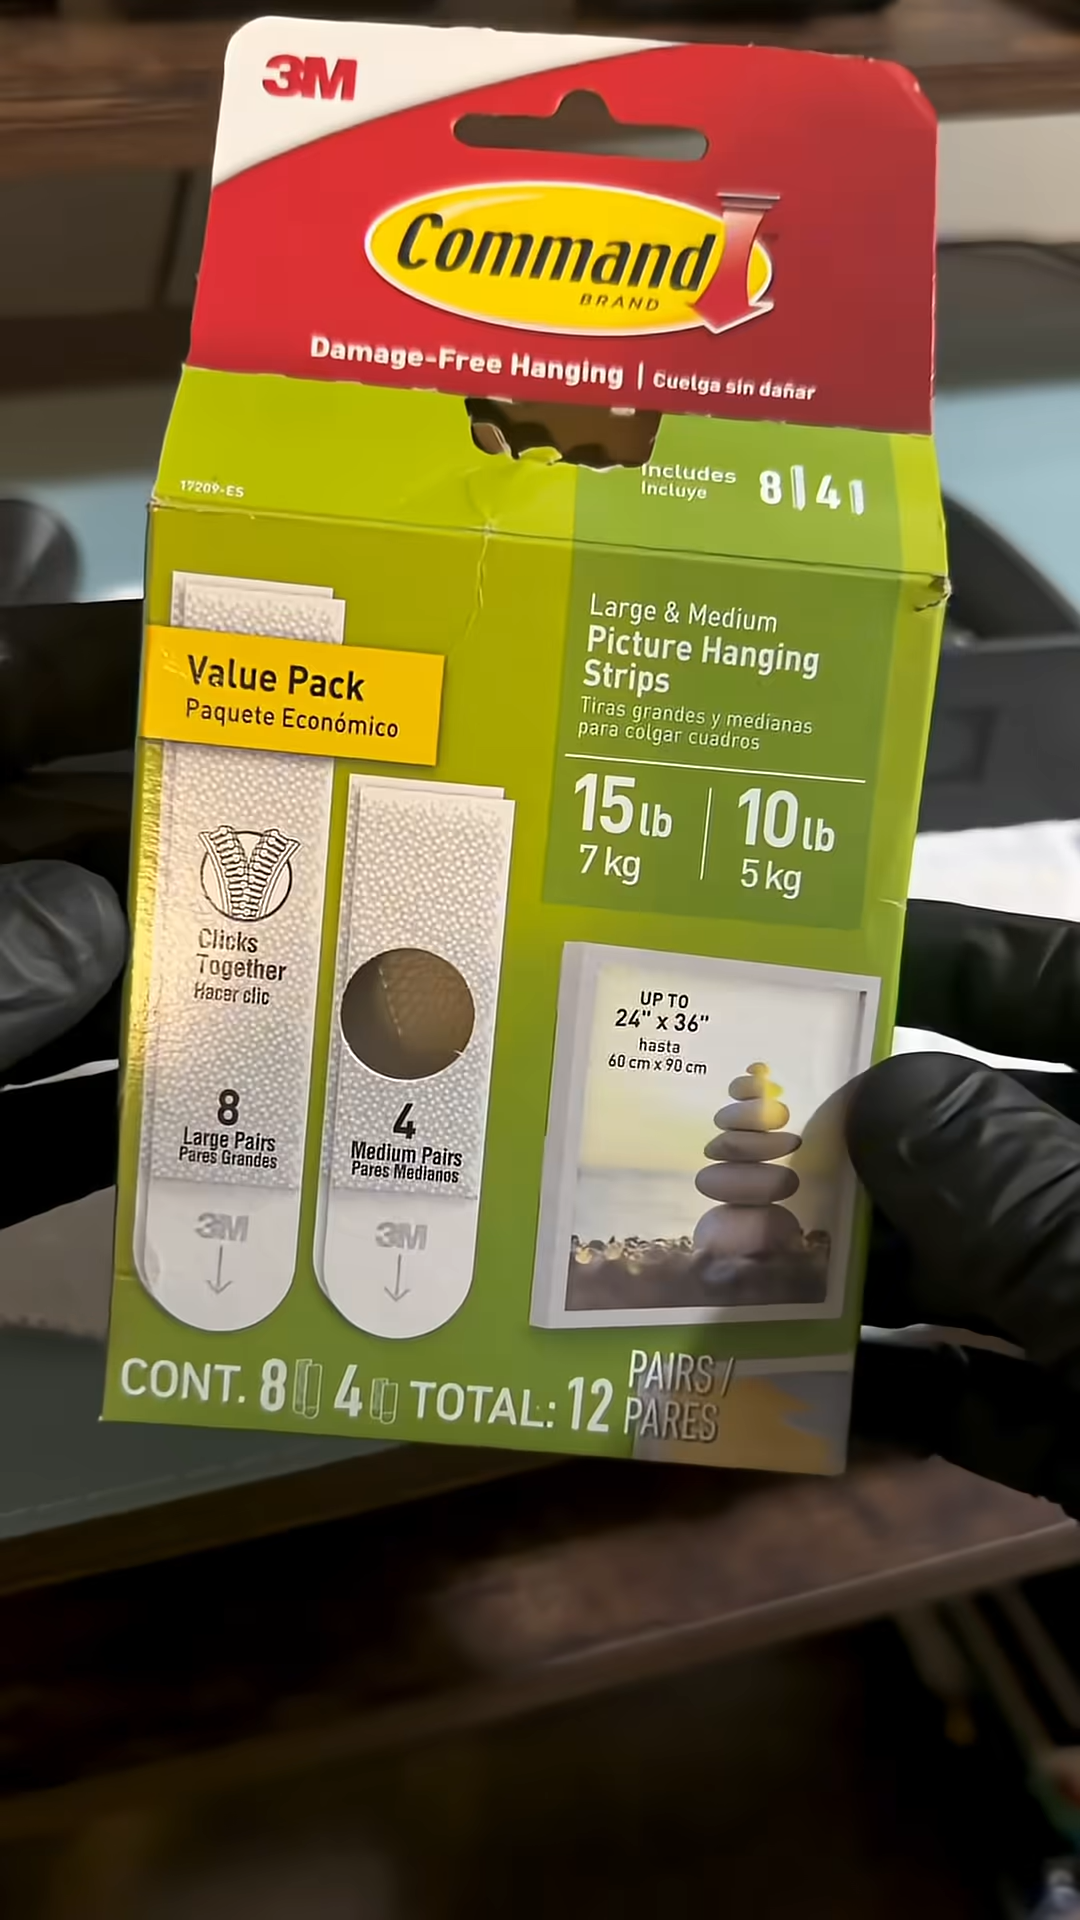 3M
Command
BRAND
Damage-Free Hanging | Cuelga sin dañar
Includes
Incluye
8 4
17209-ES
Large & Medium
Picture Hanging
Strips
Tiras grandes y medianas
para colgar cuadros
15 lb
7 kg
10 lb
5 kg
Value Pack
Paquete Económico
Clicks
Together
Hacer clic
8
Large Pairs
Pares Grandes
3M
4
Medium Pairs
Pares Medianos
3M
UP TO
24" x 36"
hasta
60 cm x 90 cm
CONT. 8 4 TOTAL: 12 PAIRS /
PARES